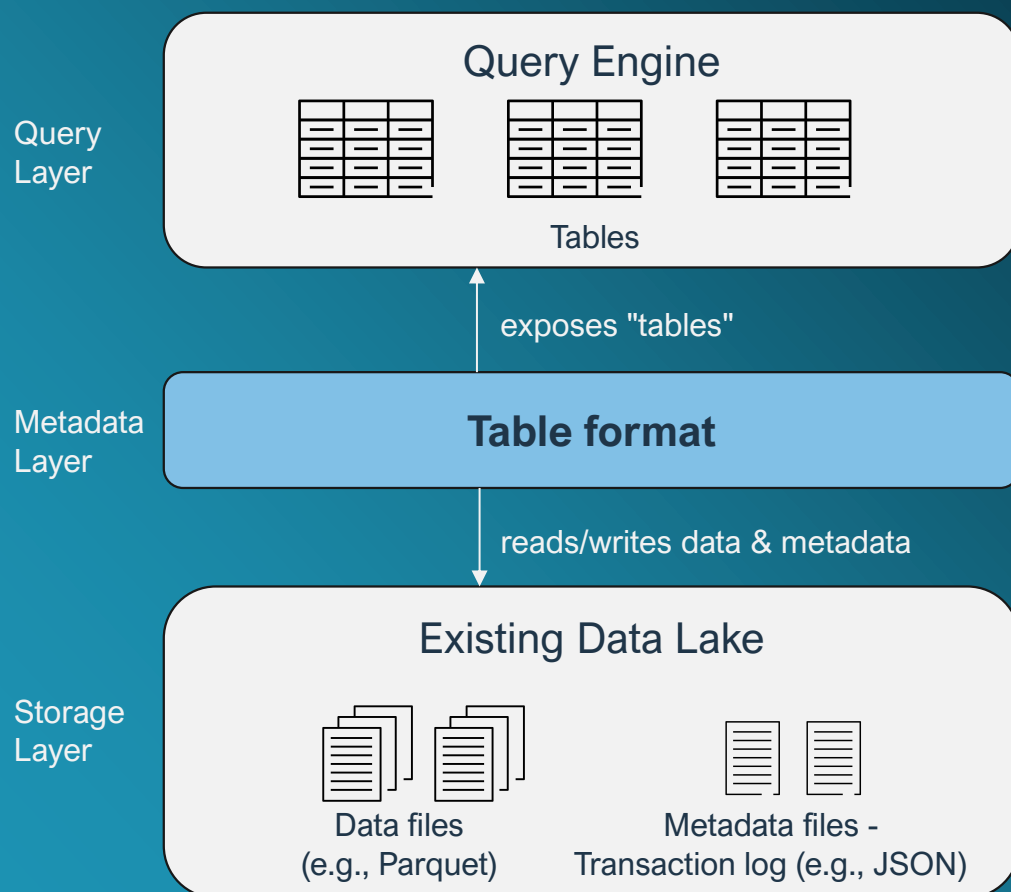 Query Engine
Query
Layer
Tables
exposes "tables"
Metadata
Layer
Table format
reads/writes data & metadata
Existing Data Lake
Storage
Layer
Data files
(e.g., Parquet)
Metadata files -
Transaction log (e.g., JSON)